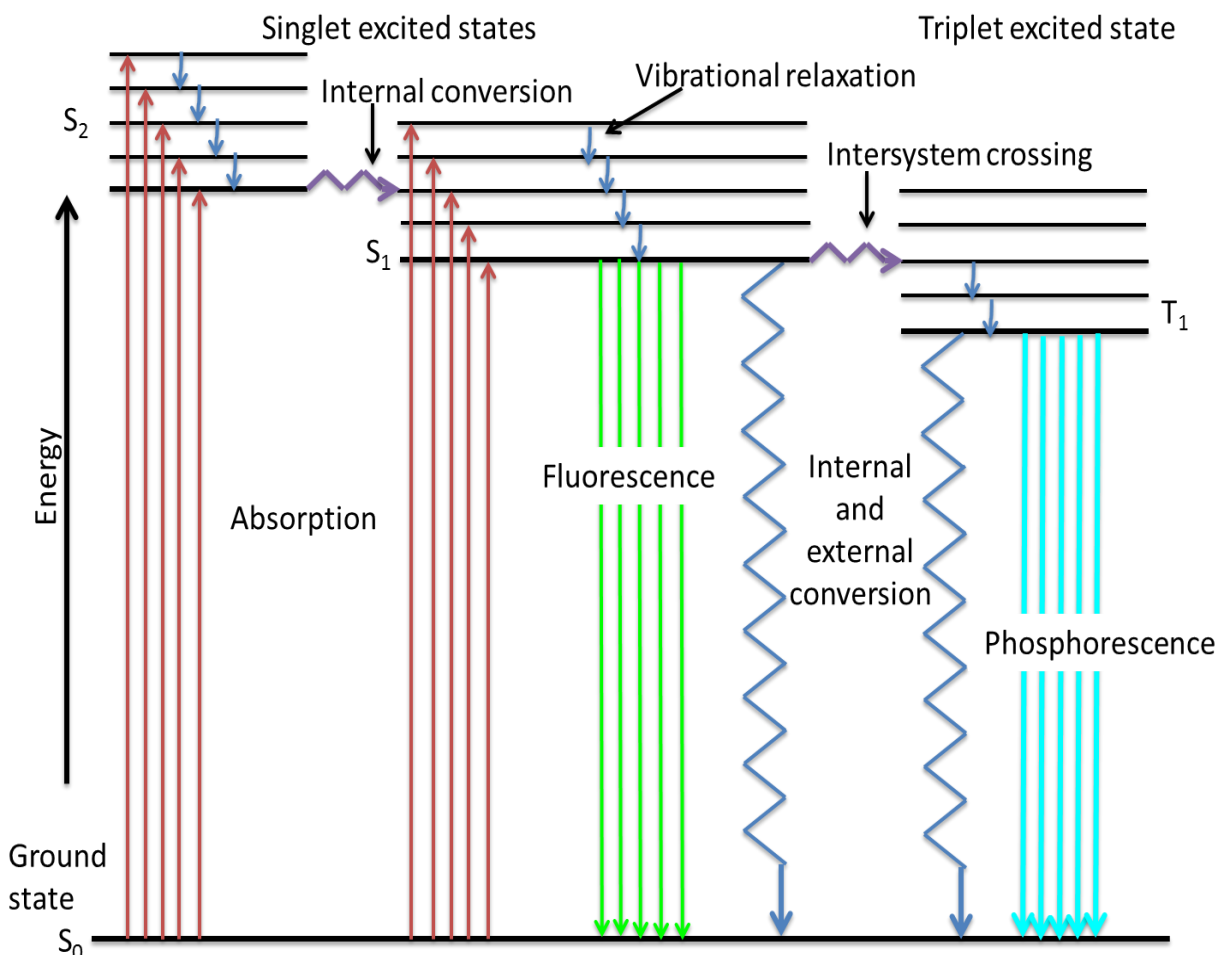 Singlet excited states
Triplet excited state
Vibrational relaxation
Internal conversion
S₂
Intersystem crossing
S₁
T₁
Energy
Fluorescence
Internal
and
external
conversion
Absorption
Phosphorescence
Ground
state
S₀